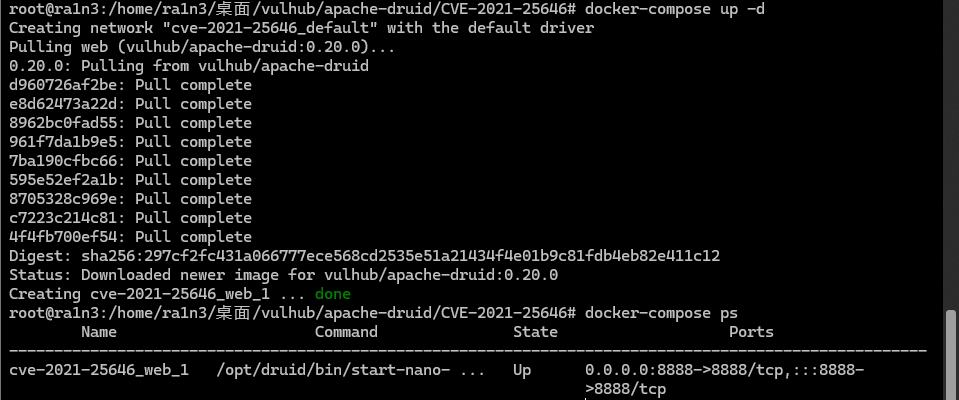 root@ra1n3:/home/ra1n3/桌面/vulhub/apache-druid/CVE-2021-25646# docker-compose up -d
Creating network "cve-2021-25646_default" with the default driver
Pulling web (vulhub/apache-druid:0.20.0)...
0.20.0: Pulling from vulhub/apache-druid
d960726af2be: Pull complete
e8d62473a22d: Pull complete
8962bc0fad55: Pull complete
961f7da1b9e5: Pull complete
7ba190cfbc66: Pull complete
595e52ef2a1b: Pull complete
8705328c969e: Pull complete
c7223c214c81: Pull complete
4f4fb700ef54: Pull complete
Digest: sha256:297cf2fc431a066777ece568cd2535e51a21434f4e01b9c81fdb4eb82e411c12
Status: Downloaded newer image for vulhub/apache-druid:0.20.0
Creating cve-2021-25646_web_1 ... done
root@ra1n3:/home/ra1n3/桌面/vulhub/apache-druid/CVE-2021-25646# docker-compose ps
Name Command State Ports
--------------------------------------------------------------------------------------------------------
cve-2021-25646_web_1 /opt/druid/bin/start-nano- ... Up 0.0.0.0:8888->8888/tcp,:::8888-
>8888/tcp